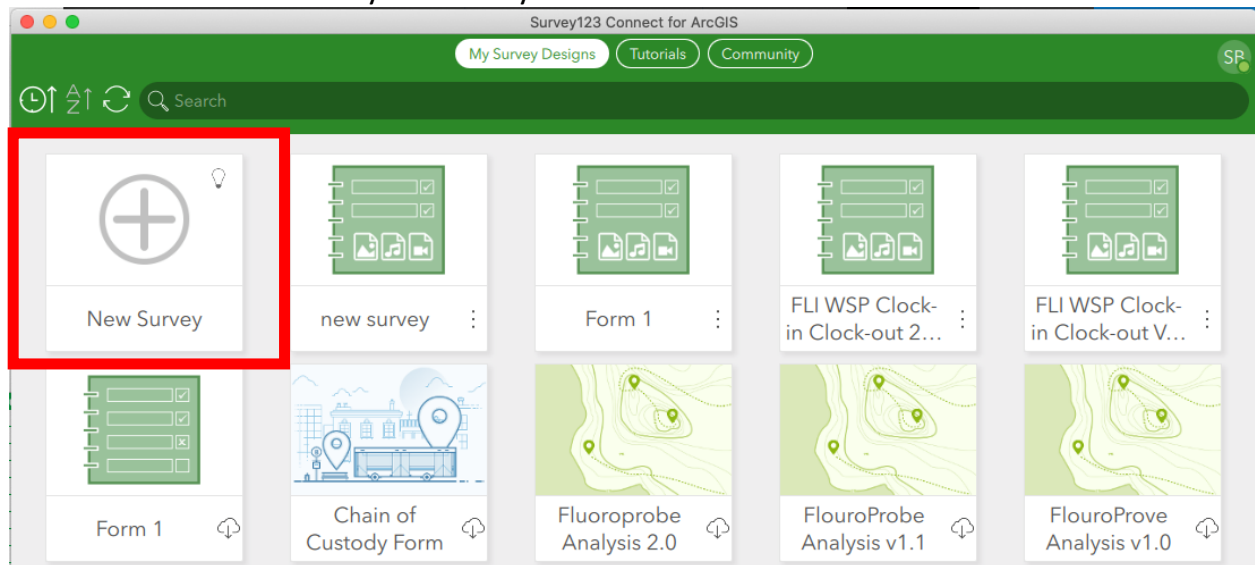 Survey123 Connect for ArcGIS
My Survey Designs Tutorials Community
SB
A
Z
Search
New Survey
new survey
Form 1
FLI WSP Clock-
in Clock-out 2...
FLI WSP Clock-
in Clock-out V...
Form 1
Chain of
Custody Form
Fluoroprobe
Analysis 2.0
FlouroProbe
Analysis v1.1
FlouroProve
Analysis v1.0